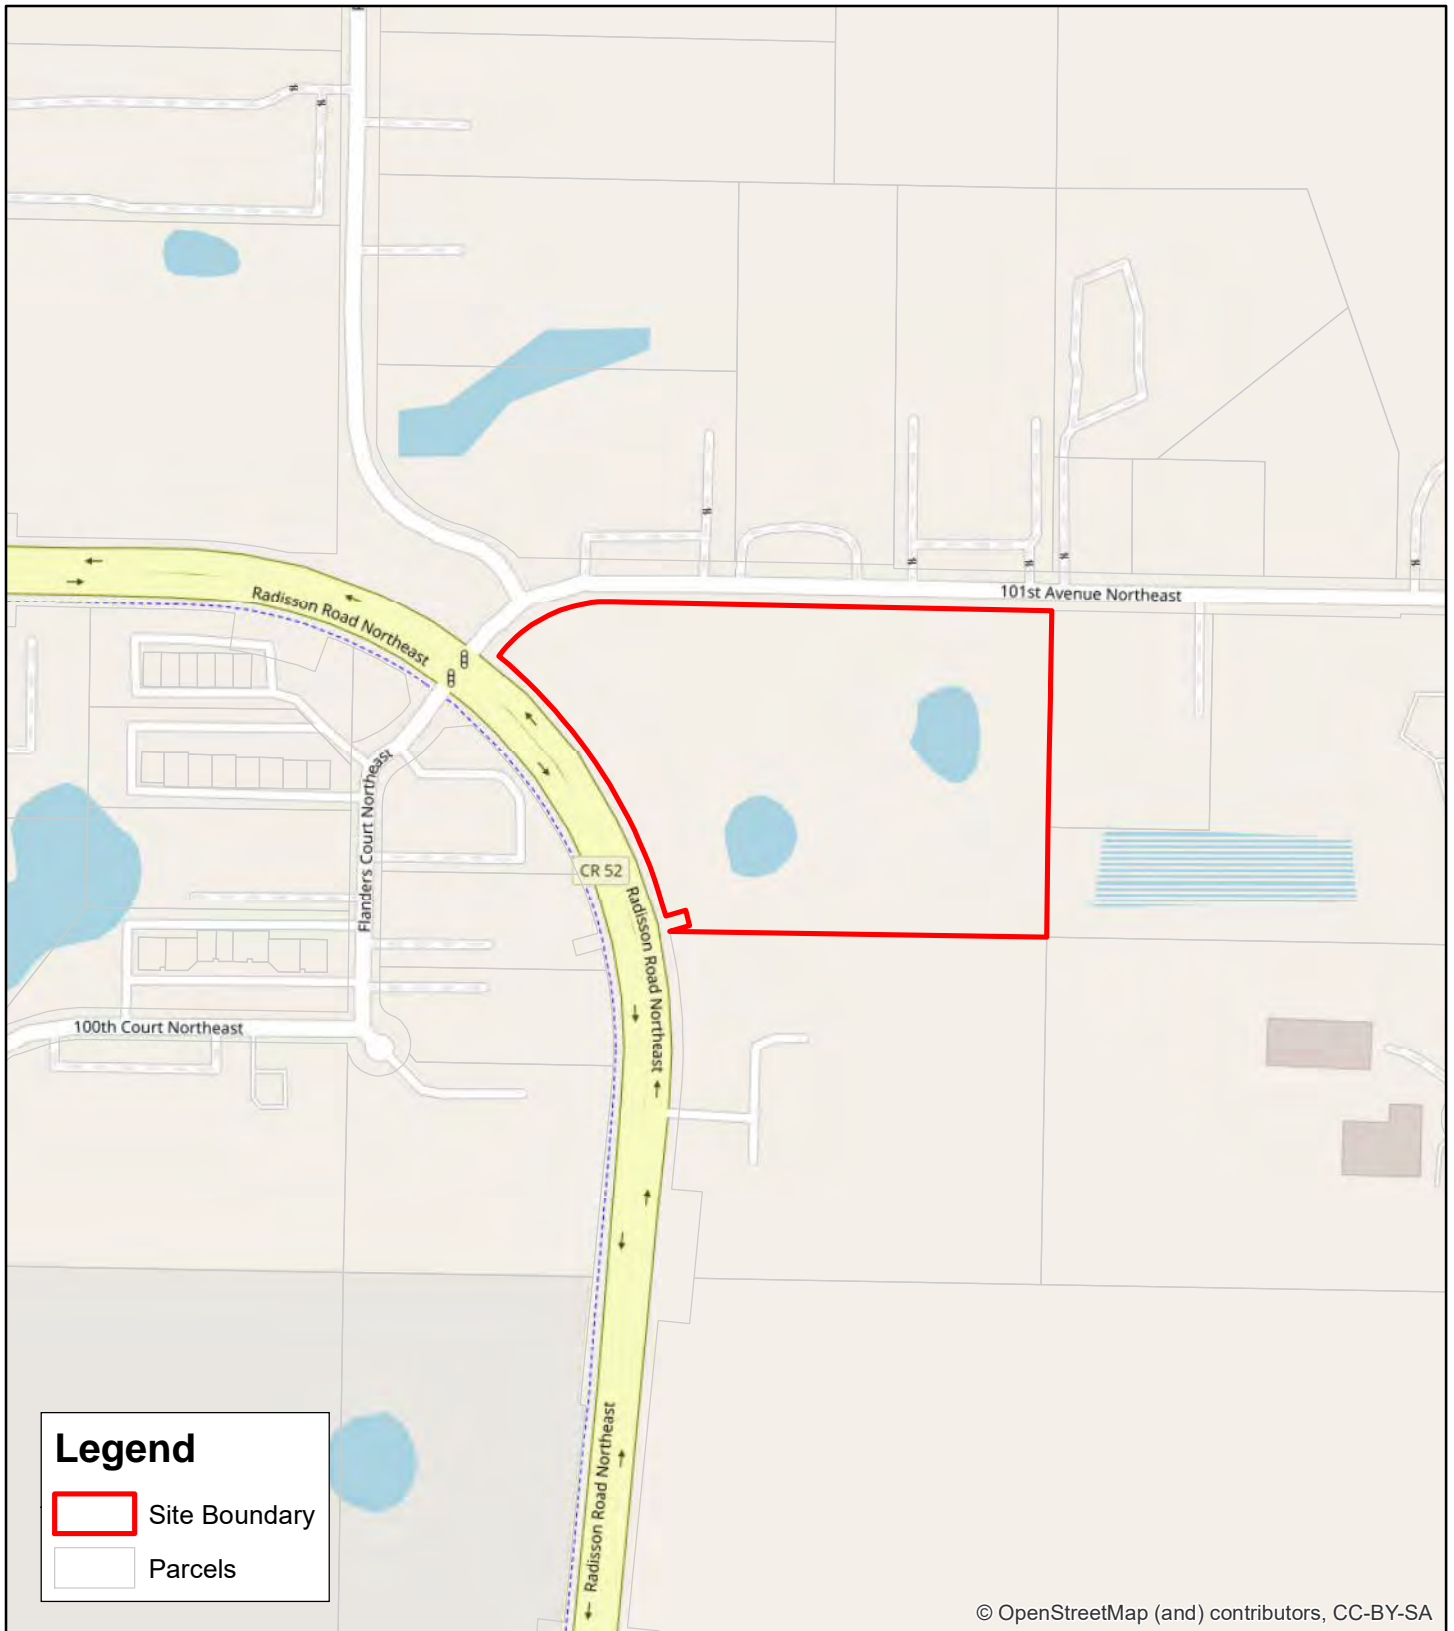 101st Avenue Northeast
Radisson Road Northeast
Flanders Court Northeast
CR 52
Radisson Road Northeast
100th Court Northeast
Radisson Road Northeast
Legend
Site Boundary
Parcels
© OpenStreetMap (and) contributors, CC-BY-SA